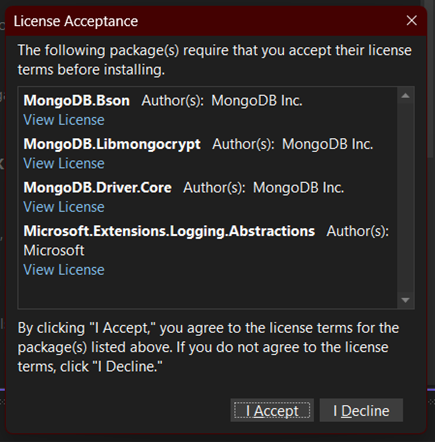 License Acceptance
The following package(s) require that you accept their license
terms before installing.
MongoDB.Bson Author(s): MongoDB Inc.
View License
MongoDB.Libmongocrypt Author(s): MongoDB Inc.
View License
MongoDB.Driver.Core Author(s): MongoDB Inc.
View License
Microsoft.Extensions.Logging.Abstractions Author(s):
Microsoft
View License
By clicking "I Accept," you agree to the license terms for the
package(s) listed above. If you do not agree to the license
terms, click "I Decline."
I Accept I Decline